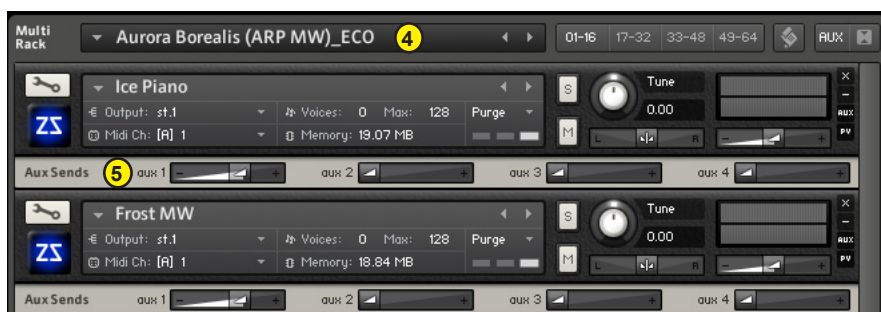 Multi Rack Aurora Borealis (ARP MW)_ECO 4 01-16 17-32 33-48 49-64 AUX
Ice Piano S Tune ×
Output: st.1 Voices: 0 Max: 128 Purge 0.00 AUX
ZS Midi Ch: [A] 1 Memory: 19.07 MB M L R - + PV
Aux Sends 5 aux 1 - + aux 2 + aux 3 + aux 4 +
Frost MW S Tune ×
Output: st.1 Voices: 0 Max: 128 Purge 0.00 AUX
ZS Midi Ch: [A] 1 Memory: 18.84 MB M L R - + PV
Aux Sends aux 1 - + aux 2 + aux 3 + aux 4 +